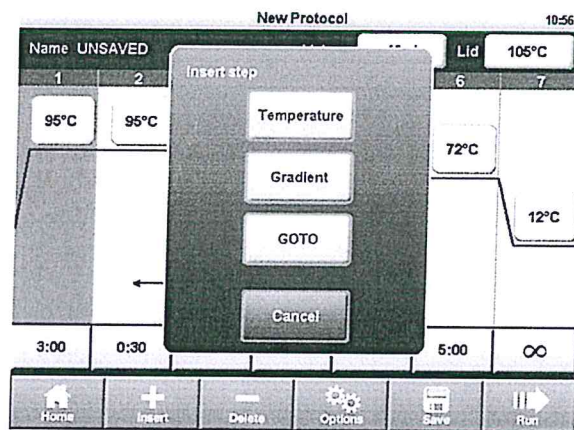 New Protocol 10:56
Name UNSAVED Lid 105°C
1 2 6 7
Insert step
95°C 95°C Temperature 72°C
Gradient
12°C
GOTO
Cancel
3:00 0:30 5:00 ∞
Home Insert Delete Options Save Run